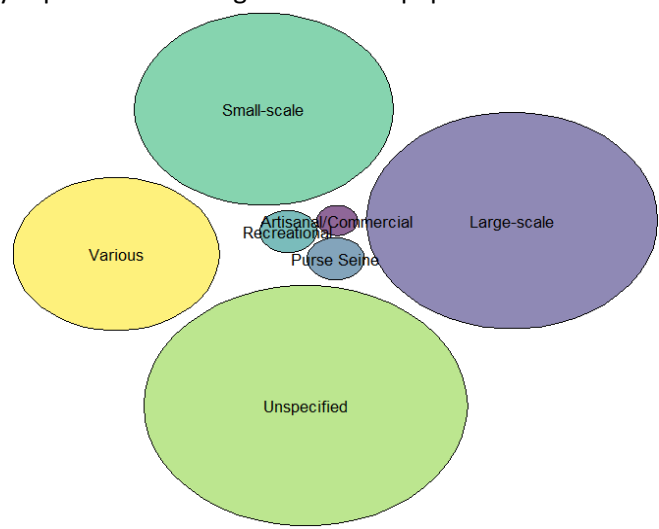 Small-scale
Artisanal/Commercial
Large-scale
Recreational
Various
Purse Seine
Unspecified